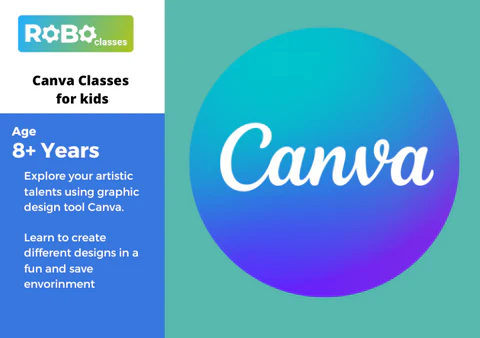 RoBo
classes
Canva Classes
for kids
Age
8+ Years
Explore your artistic
talents using graphic
design tool Canva.
Learn to create
different designs in a
fun and save
envorinment
Canva